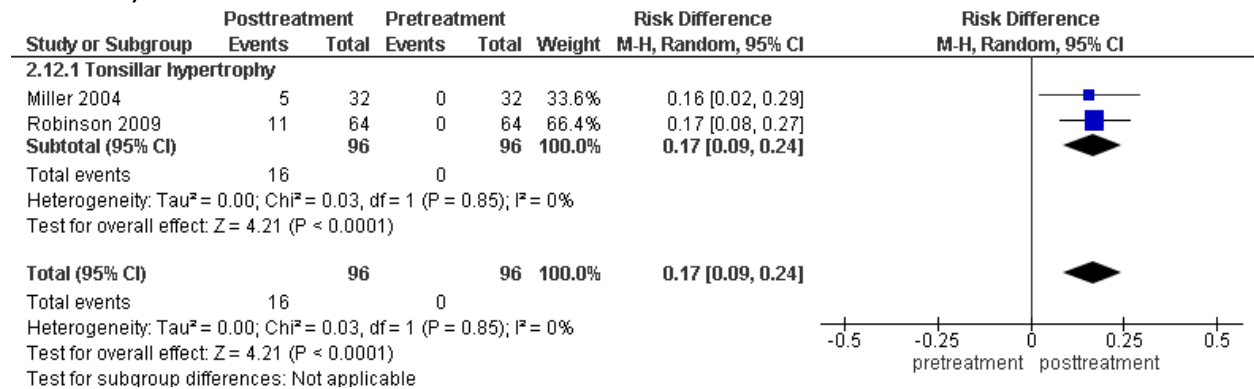 Posttreatment Pretreatment Risk Difference Risk Difference
Study or Subgroup Events Total Events Total Weight M-H, Random, 95% CI M-H, Random, 95% CI
2.12.1 Tonsillar hypertrophy
Miller 2004 5 32 0 32 33.6% 0.16 [0.02, 0.29]
Robinson 2009 11 64 0 64 66.4% 0.17 [0.08, 0.27]
Subtotal (95% CI) 96 96 100.0% 0.17 [0.09, 0.24]
Total events 16 0
Heterogeneity: Tau² = 0.00; Chi² = 0.03, df = 1 (P = 0.85); I² = 0%
Test for overall effect: Z = 4.21 (P < 0.0001)
Total (95% CI) 96 96 100.0% 0.17 [0.09, 0.24]
Total events 16 0
Heterogeneity: Tau² = 0.00; Chi² = 0.03, df = 1 (P = 0.85); I² = 0%
Test for overall effect: Z = 4.21 (P < 0.0001)
Test for subgroup differences: Not applicable
-0.5 -0.25 0 0.25 0.5
pretreatment posttreatment